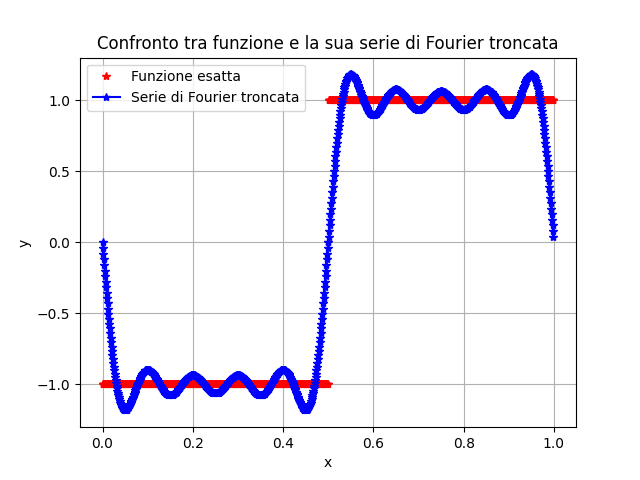 Confronto tra funzione e la sua serie di Fourier troncata
Funzione esatta
Serie di Fourier troncata
1.0
0.5
0.0
−0.5
−1.0
y
0.0 0.2 0.4 0.6 0.8 1.0
x